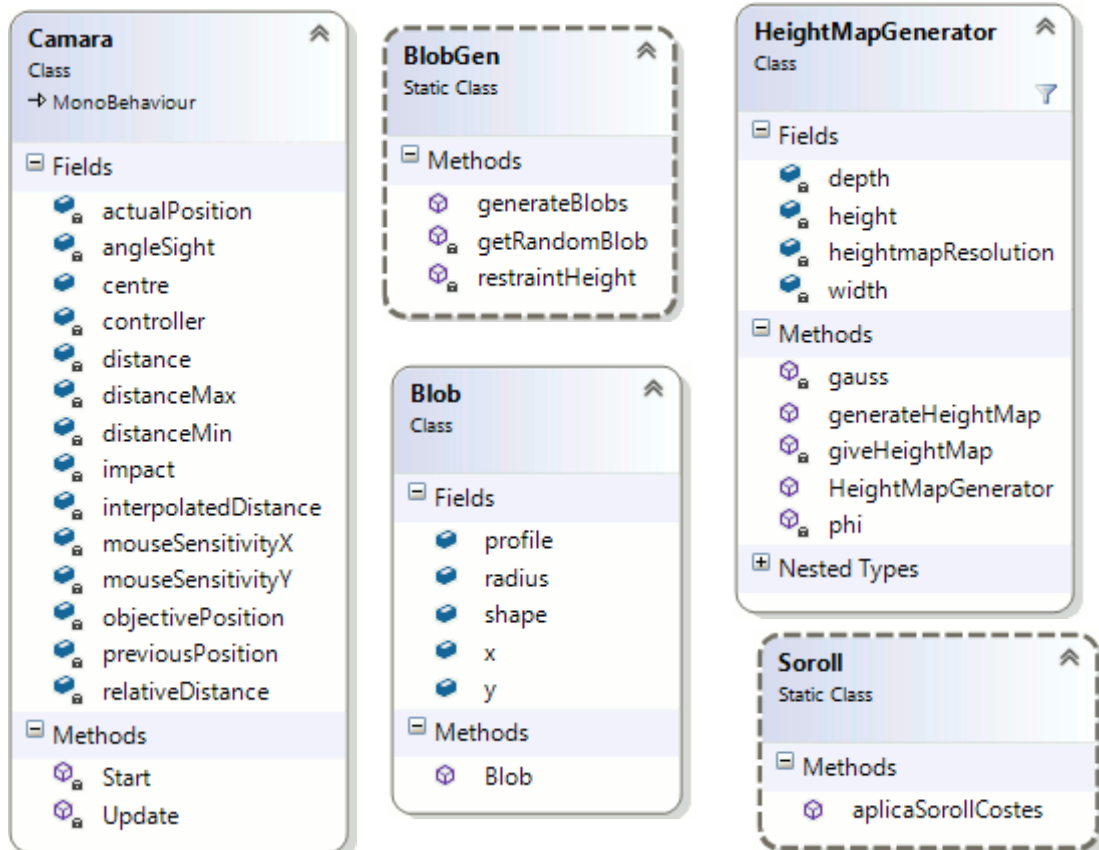 Camara
Class
MonoBehaviour
Fields
actualPosition
angleSight
centre
controller
distance
distanceMax
distanceMin
impact
interpolatedDistance
mouseSensitivityX
mouseSensitivityY
objectivePosition
previousPosition
relativeDistance
Methods
Start
Update
BlobGen
Static Class
Methods
generateBlobs
getRandomBlob
restraintHeight
Blob
Class
Fields
profile
radius
shape
x
y
Methods
Blob
HeightMapGenerator
Class
Fields
depth
height
heightmapResolution
width
Methods
gauss
generateHeightMap
giveHeightMap
HeightMapGenerator
phi
Nested Types
Soroll
Static Class
Methods
aplicaSorollCostes